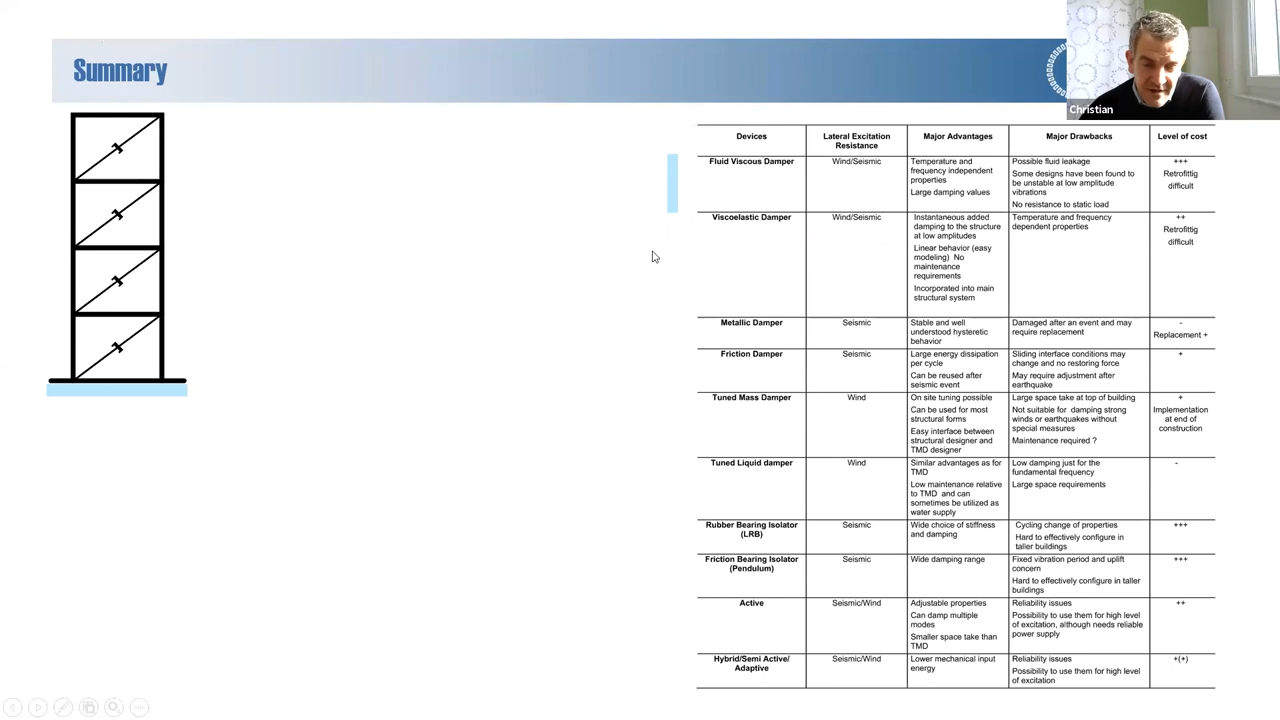 Summary
Christian
Devices
Lateral Excitation
Resistance
Major Advantages
Major Drawbacks
Level of cost
Fluid Viscous Damper
Wind/Seismic
Temperature and
frequency independent
properties
Large damping values
Possible fluid leakage
Some designs have been found to
be unstable at low amplitude
vibrations
No resistance to static load
+++
Retrofittig
difficult
Viscoelastic Damper
Wind/Seismic
Instantaneous added
damping to the structure
at low amplitudes
Linear behavior (easy
modeling) No
maintenance
requirements
Incorporated into main
structural system
Temperature and frequency
dependent properties
++
Retrofittig
difficult
Metallic Damper
Seismic
Stable and well
understood hysteretic
behavior
Damaged after an event and may
require replacement
-
Replacement +
Friction Damper
Seismic
Large energy dissipation
per cycle
Can be reused after
seismic event
Sliding interface conditions may
change and no restoring force
May require adjustment after
earthquake
+
Tuned Mass Damper
Wind
On site tuning possible
Can be used for most
structural forms
Easy interface between
structural designer and
TMD designer
Large space take at top of building
Not suitable for damping strong
winds or earthquakes without
special measures
Maintenance required ?
+
Implementation
at end of
construction
Tuned Liquid damper
Wind
Similar advantages as for
TMD
Low maintenance relative
to TMD and can
sometimes be utilized as
water supply
Low damping just for the
fundamental frequency
Large space requirements
-
Rubber Bearing Isolator
(LRB)
Seismic
Wide choice of stiffness
and damping
Cycling change of properties
Hard to effectively configure in
taller buildings
+++
Friction Bearing Isolator
(Pendulum)
Seismic
Wide damping range
Fixed vibration period and uplift
concern
Hard to effectively configure in taller
buildings
+++
Active
Seismic/Wind
Adjustable properties
Can damp multiple
modes
Smaller space take than
TMD
Reliability issues
Possibility to use them for high level
of excitation, although needs reliable
power supply
++
Hybrid/Semi Active/
Adaptive
Seismic/Wind
Lower mechanical input
energy
Reliability issues
Possibility to use them for high level
of excitation
+(+)